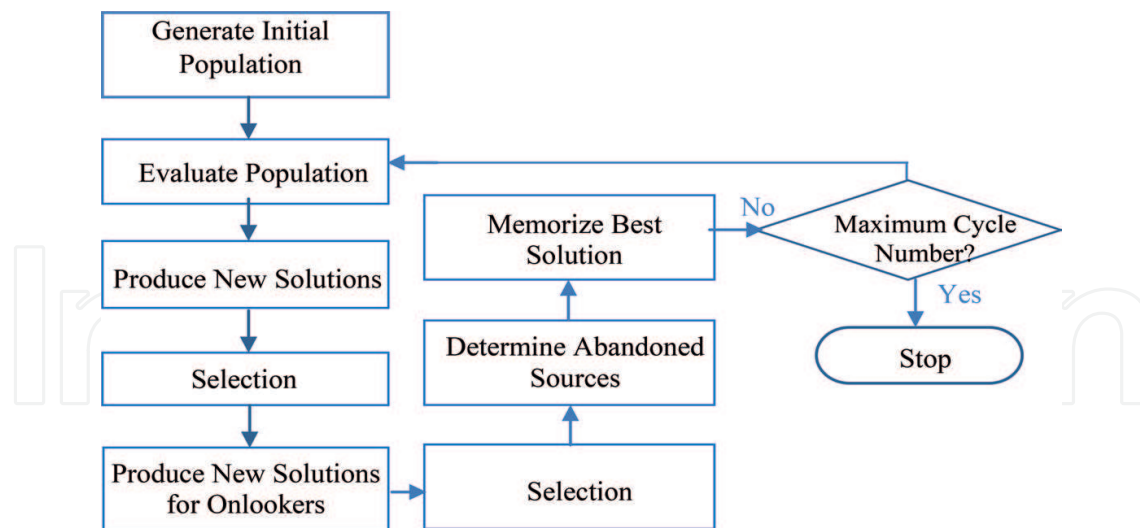 Generate Initial
Population
Evaluate Population
Produce New Solutions
Selection
Produce New Solutions
for Onlookers
Selection
Determine Abandoned
Sources
Memorize Best
Solution
No
Maximum Cycle
Number?
Yes
Stop